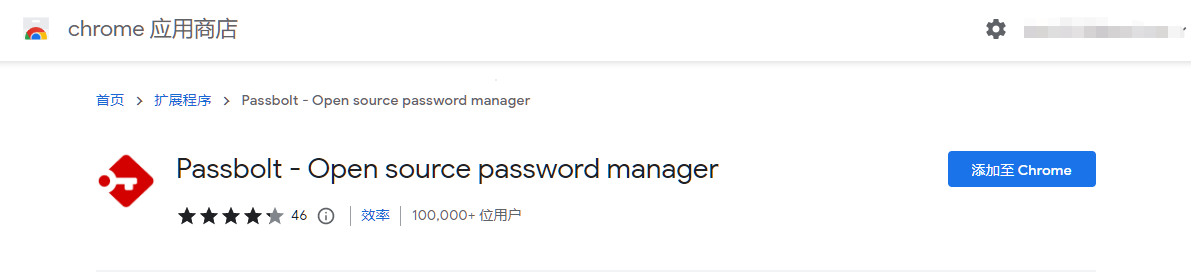 chrome 应用商店
首页 > 扩展程序 > Passbolt - Open source password manager
Passbolt - Open source password manager
添加至 Chrome
46 效率 100,000+ 位用户